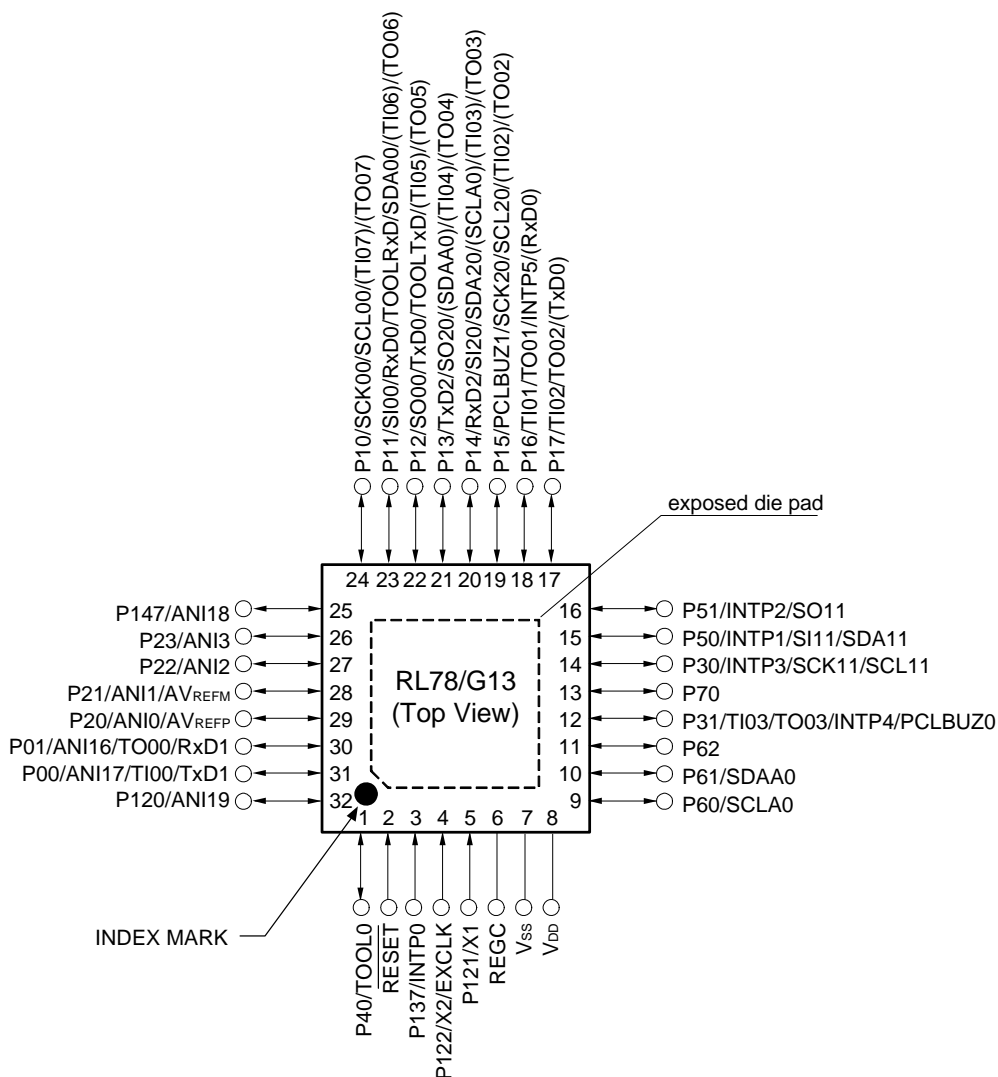 P10/SCK00/SCL00/(TI07)/(TO07)
P11/SI00/RxD0/TOOLRxD/SDA00/(TI06)/(TO06)
P12/SO00/TxD0/TOOLTxD/(TI05)/(TO05)
P13/TxD2/SO20/(SDAA0)/(TI04)/(TO04)
P14/RxD2/SI20/SDA20/(SCLA0)/(TI03)/(TO03)
P15/PCLBUZ1/SCK20/SCL20/(TI02)/(TO02)
P16/TI01/TO01/INTP5/(RxD0)
P17/TI02/TO02/(TxD0)
exposed die pad
24 23 22 21 20 19 18 17
P147/ANI18 25
P23/ANI3 26
P22/ANI2 27
P21/ANI1/AVREFM 28
P20/ANI0/AVREFP 29
P01/ANI16/TO00/RxD1 30
P00/ANI17/TI00/TxD1 31
P120/ANI19 32
RL78/G13
(Top View)
16 P51/INTP2/SO11
15 P50/INTP1/SI11/SDA11
14 P30/INTP3/SCK11/SCL11
13 P70
12 P31/TI03/TO03/INTP4/PCLBUZ0
11 P62
10 P61/SDAA0
9 P60/SCLA0
1 2 3 4 5 6 7 8
INDEX MARK
P40/TOOL0
RESET
P137/INTP0
P122/X2/EXCLK
P121/X1
REGC
VSS
VDD